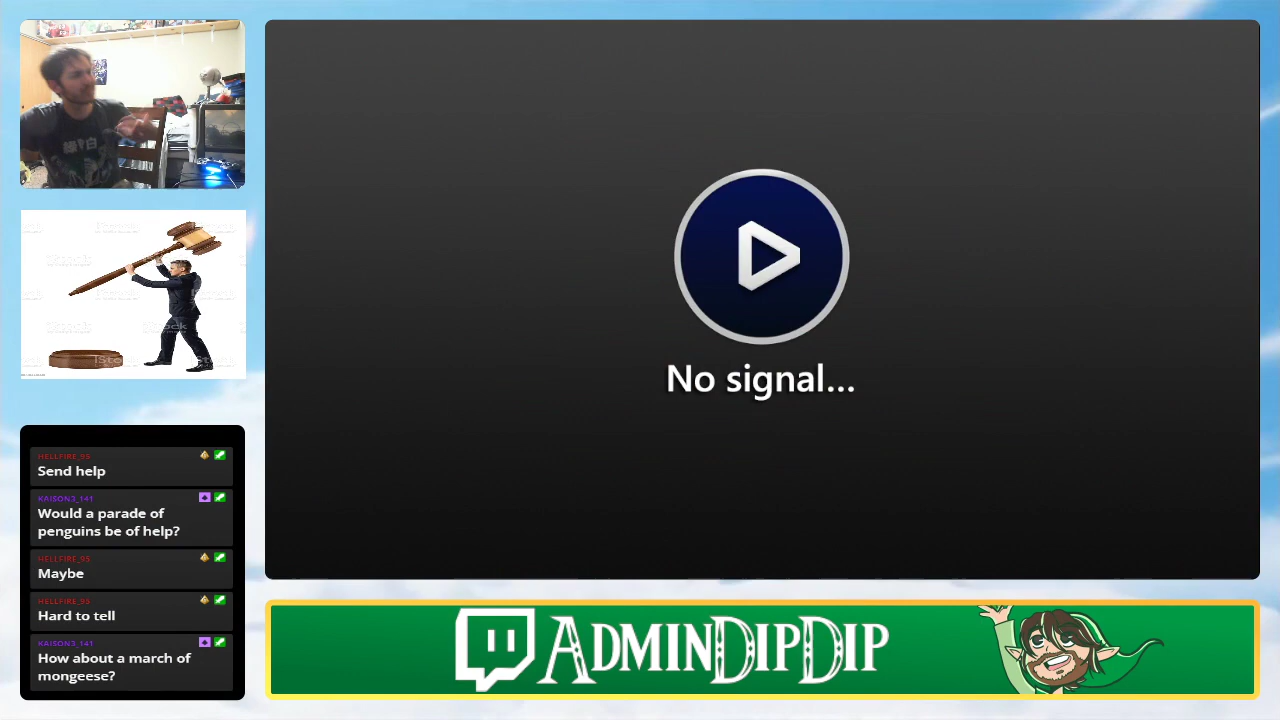 iStock
HELLFIRE_95
Send help
KAISON3_141
Would a parade of
penguins be of help?
HELLFIRE_95
Maybe
HELLFIRE_95
Hard to tell
KAISON3_141
How about a march of
mongeese?
No signal...
ADMINDIPDIP